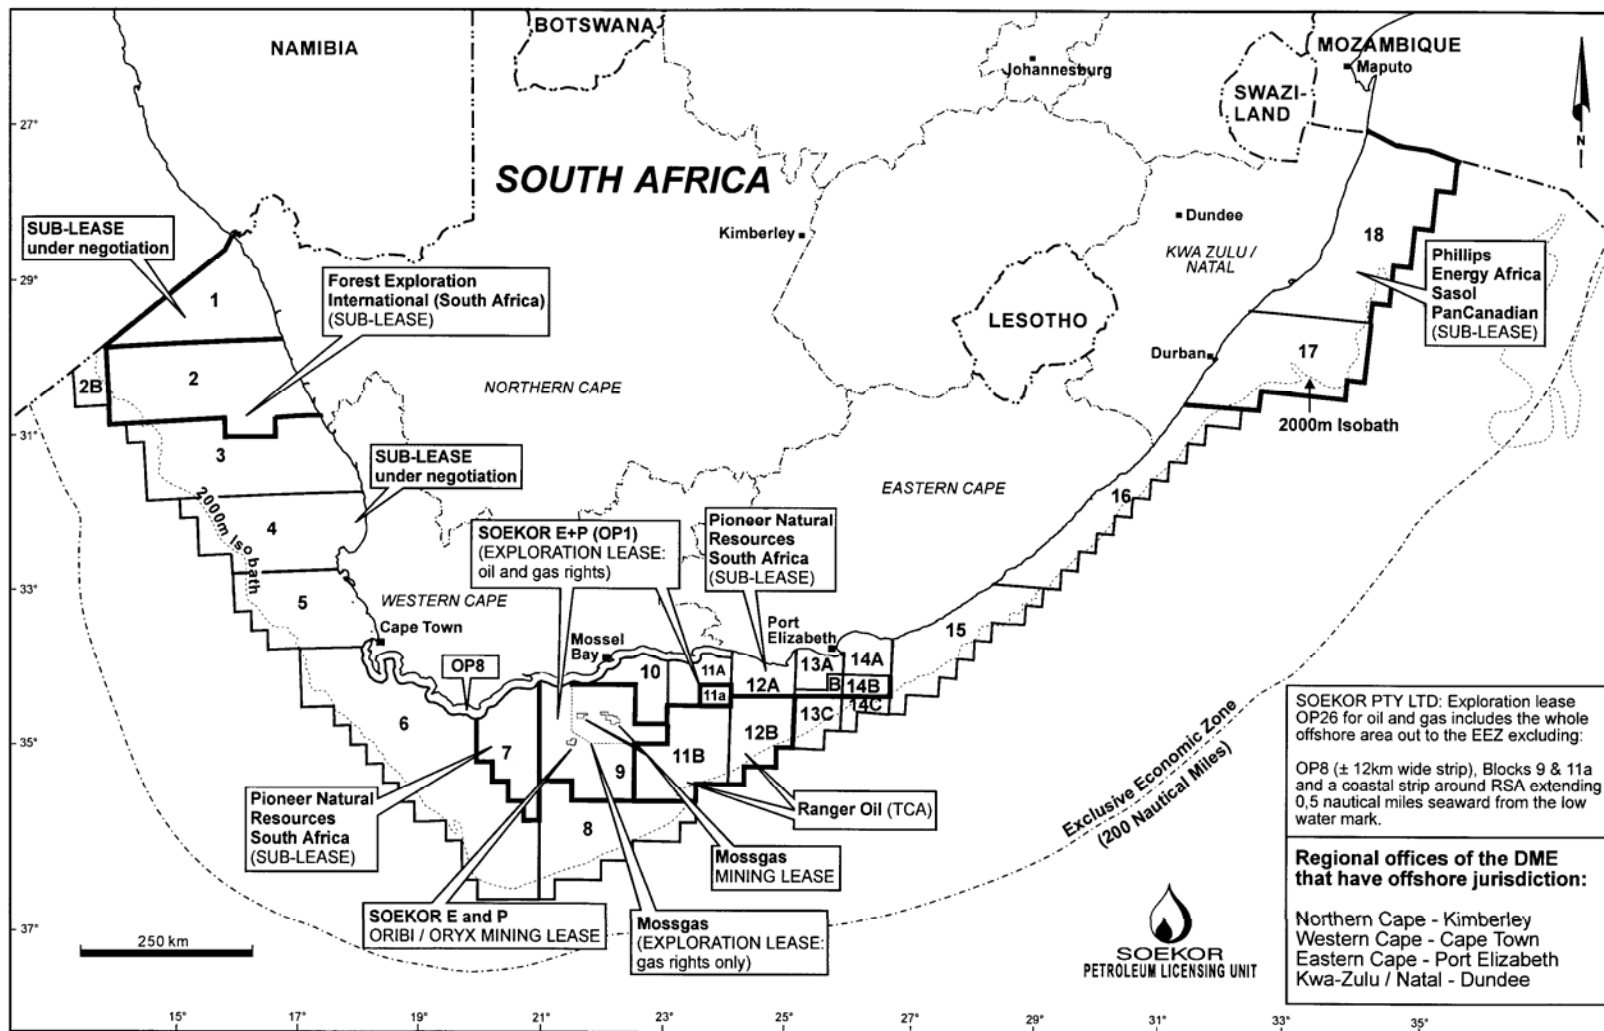 NAMIBIA
BOTSWANA
MOZAMBIQUE
Maputo
Johannesburg
SWAZI-
LAND
N
27°
29°
31°
33°
35°
37°
SOUTH AFRICA
Dundee
Kimberley
KWA ZULU /
NATAL
SUB-LEASE
under negotiation
Forest Exploration
International (South Africa)
(SUB-LEASE)
18
Phillips
Energy Africa
Sasol
PanCanadian
(SUB-LEASE)
1
LESOTHO
17
Durban
2
2B
NORTHERN CAPE
2000m Isobath
3
SUB-LEASE
under negotiation
EASTERN CAPE
16
2000m Isobath
4
SOEKOR E+P (OP1)
(EXPLORATION LEASE:
oil and gas rights)
Pioneer Natural
Resources
South Africa
(SUB-LEASE)
5
WESTERN CAPE
Cape Town
Mossel
Bay
Port
Elizabeth
15
OP8
10
11A
11a
12A
13A
B
14A
14B
14C
13C
6
7
9
11B
12B
8
Exclusive Economic Zone
(200 Nautical Miles)
Pioneer Natural
Resources
South Africa
(SUB-LEASE)
Ranger Oil (TCA)
Mossgas
MINING LEASE
SOEKOR E and P
ORIBI / ORYX MINING LEASE
Mossgas
(EXPLORATION LEASE:
gas rights only)
250 km
SOEKOR
PETROLEUM LICENSING UNIT
SOEKOR PTY LTD: Exploration lease
OP26 for oil and gas includes the whole
offshore area out to the EEZ excluding:
OP8 (± 12km wide strip), Blocks 9 & 11a
and a coastal strip around RSA extending
0,5 nautical miles seaward from the low
water mark.
Regional offices of the DME
that have offshore jurisdiction:
Northern Cape - Kimberley
Western Cape - Cape Town
Eastern Cape - Port Elizabeth
Kwa-Zulu / Natal - Dundee
15°
17°
19°
21°
23°
25°
27°
29°
31°
33°
35°